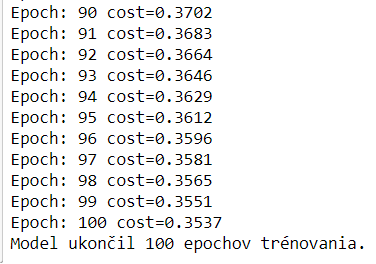 Epoch: 90 cost=0.3702
Epoch: 91 cost=0.3683
Epoch: 92 cost=0.3664
Epoch: 93 cost=0.3646
Epoch: 94 cost=0.3629
Epoch: 95 cost=0.3612
Epoch: 96 cost=0.3596
Epoch: 97 cost=0.3581
Epoch: 98 cost=0.3565
Epoch: 99 cost=0.3551
Epoch: 100 cost=0.3537
Model ukončil 100 epochov trénovania.